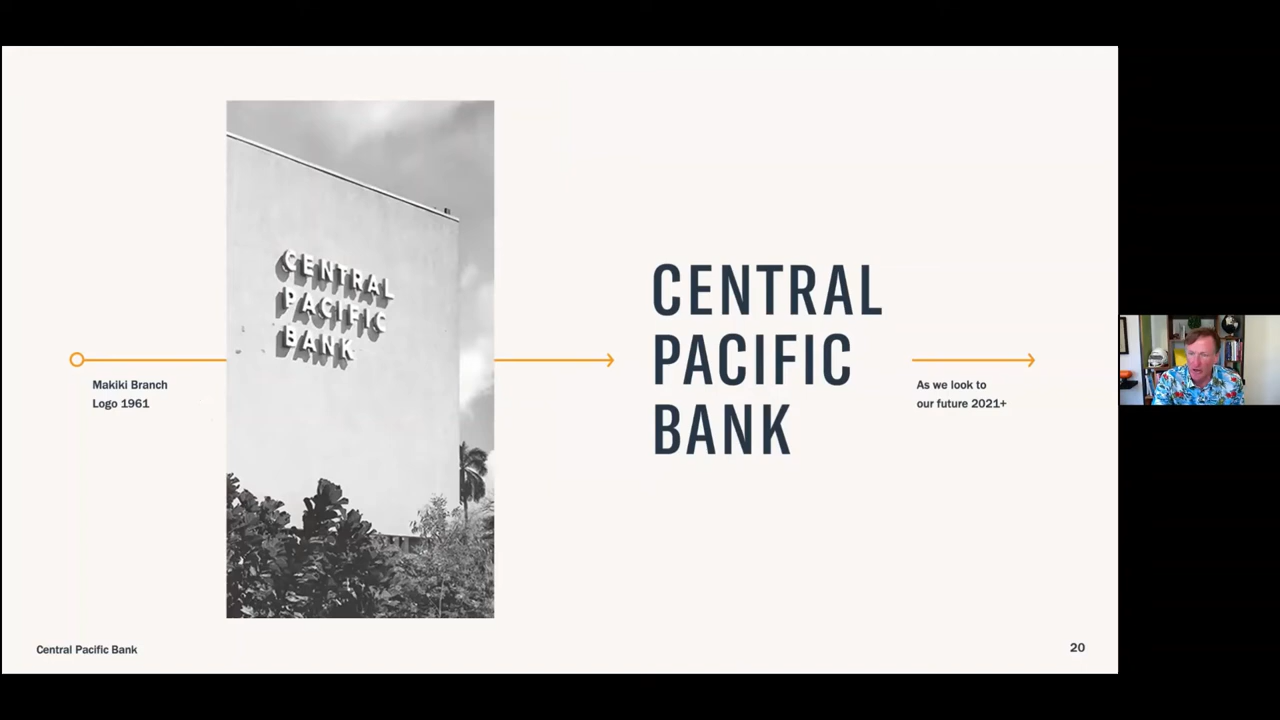 CENTRAL
PACIFIC
BANK
Makiki Branch
Logo 1961
CENTRAL
PACIFIC
BANK
As we look to
our future 2021+
Central Pacific Bank
20